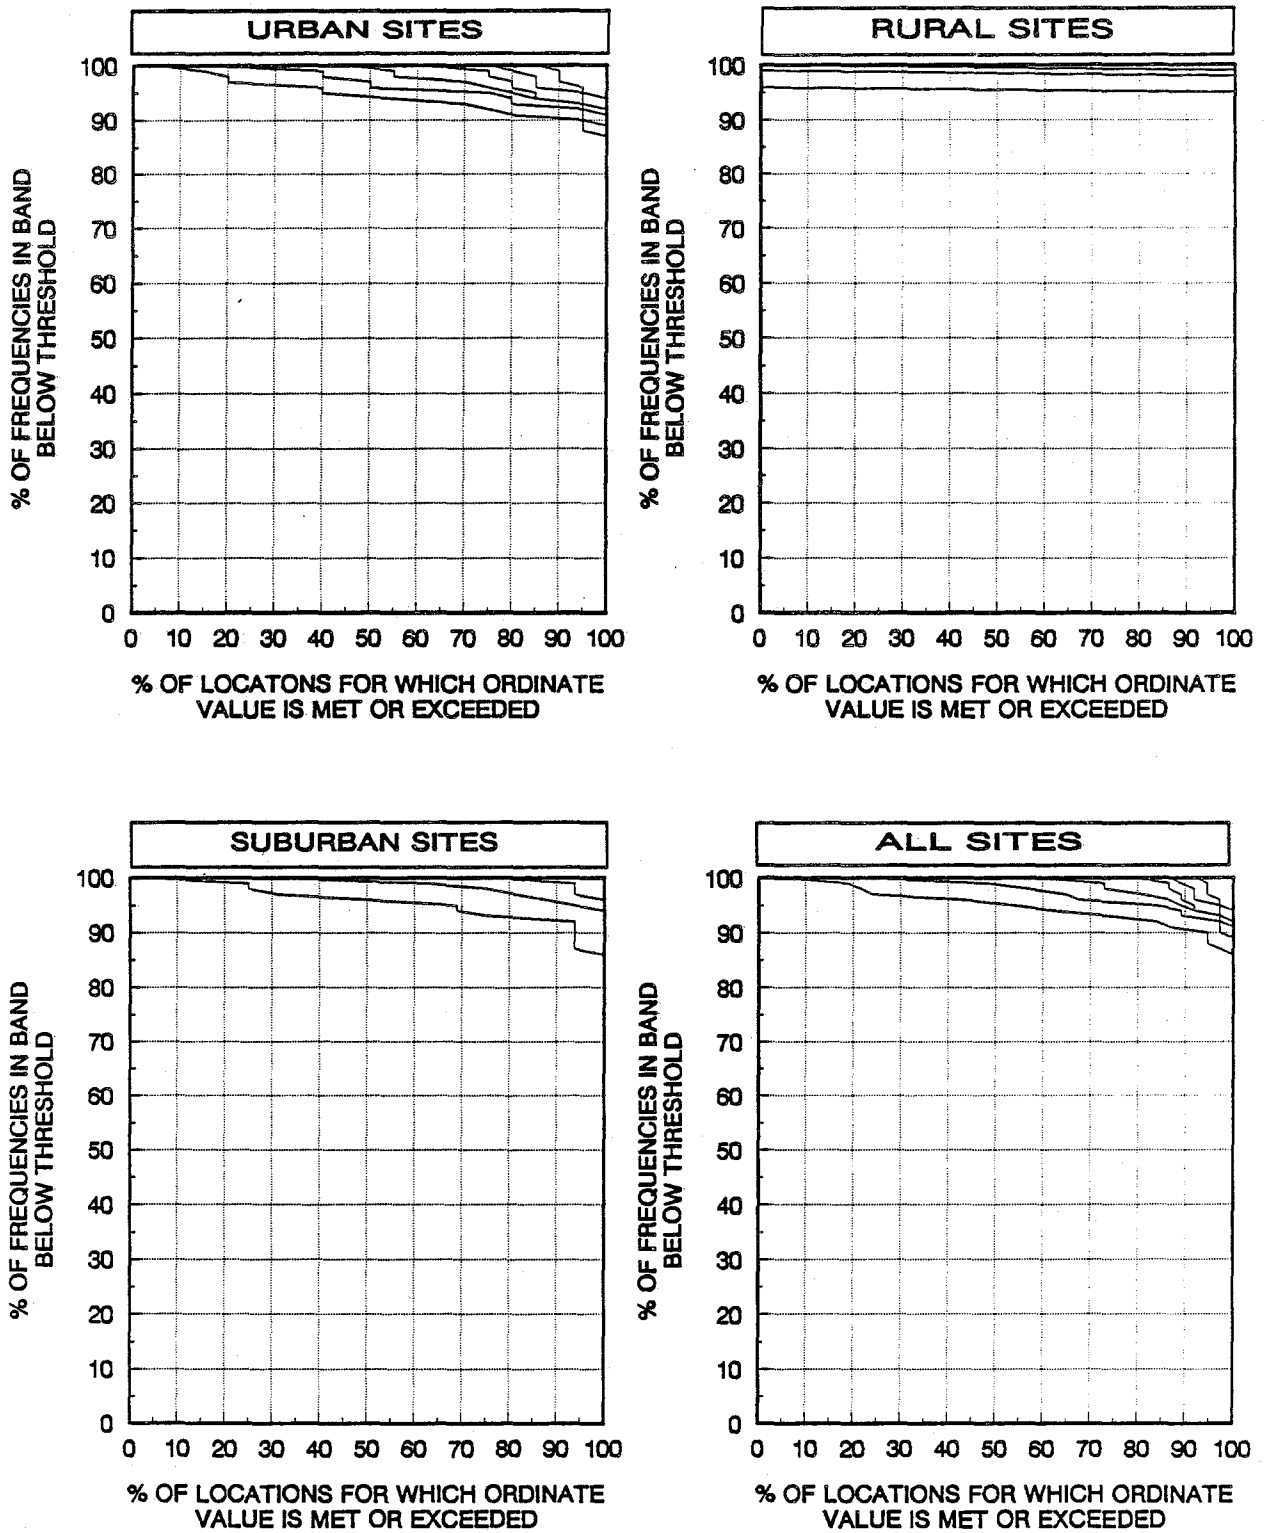 URBAN SITES
% OF FREQUENCIES IN BAND
BELOW THRESHOLD
100
90
80
70
60
50
40
30
20
10
0
0 10 20 30 40 50 60 70 80 90 100
% OF LOCATONS FOR WHICH ORDINATE
VALUE IS MET OR EXCEEDED
RURAL SITES
% OF FREQUENCIES IN BAND
BELOW THRESHOLD
100
90
80
70
60
50
40
30
20
10
0
0 10 20 30 40 50 60 70 80 90 100
% OF LOCATIONS FOR WHICH ORDINATE
VALUE IS MET OR EXCEEDED
SUBURBAN SITES
% OF FREQUENCIES IN BAND
BELOW THRESHOLD
100
90
80
70
60
50
40
30
20
10
0
0 10 20 30 40 50 60 70 80 90 100
% OF LOCATIONS FOR WHICH ORDINATE
VALUE IS MET OR EXCEEDED
ALL SITES
% OF FREQUENCIES IN BAND
BELOW THRESHOLD
100
90
80
70
60
50
40
30
20
10
0
0 10 20 30 40 50 60 70 80 90 100
% OF LOCATIONS FOR WHICH ORDINATE
VALUE IS MET OR EXCEEDED